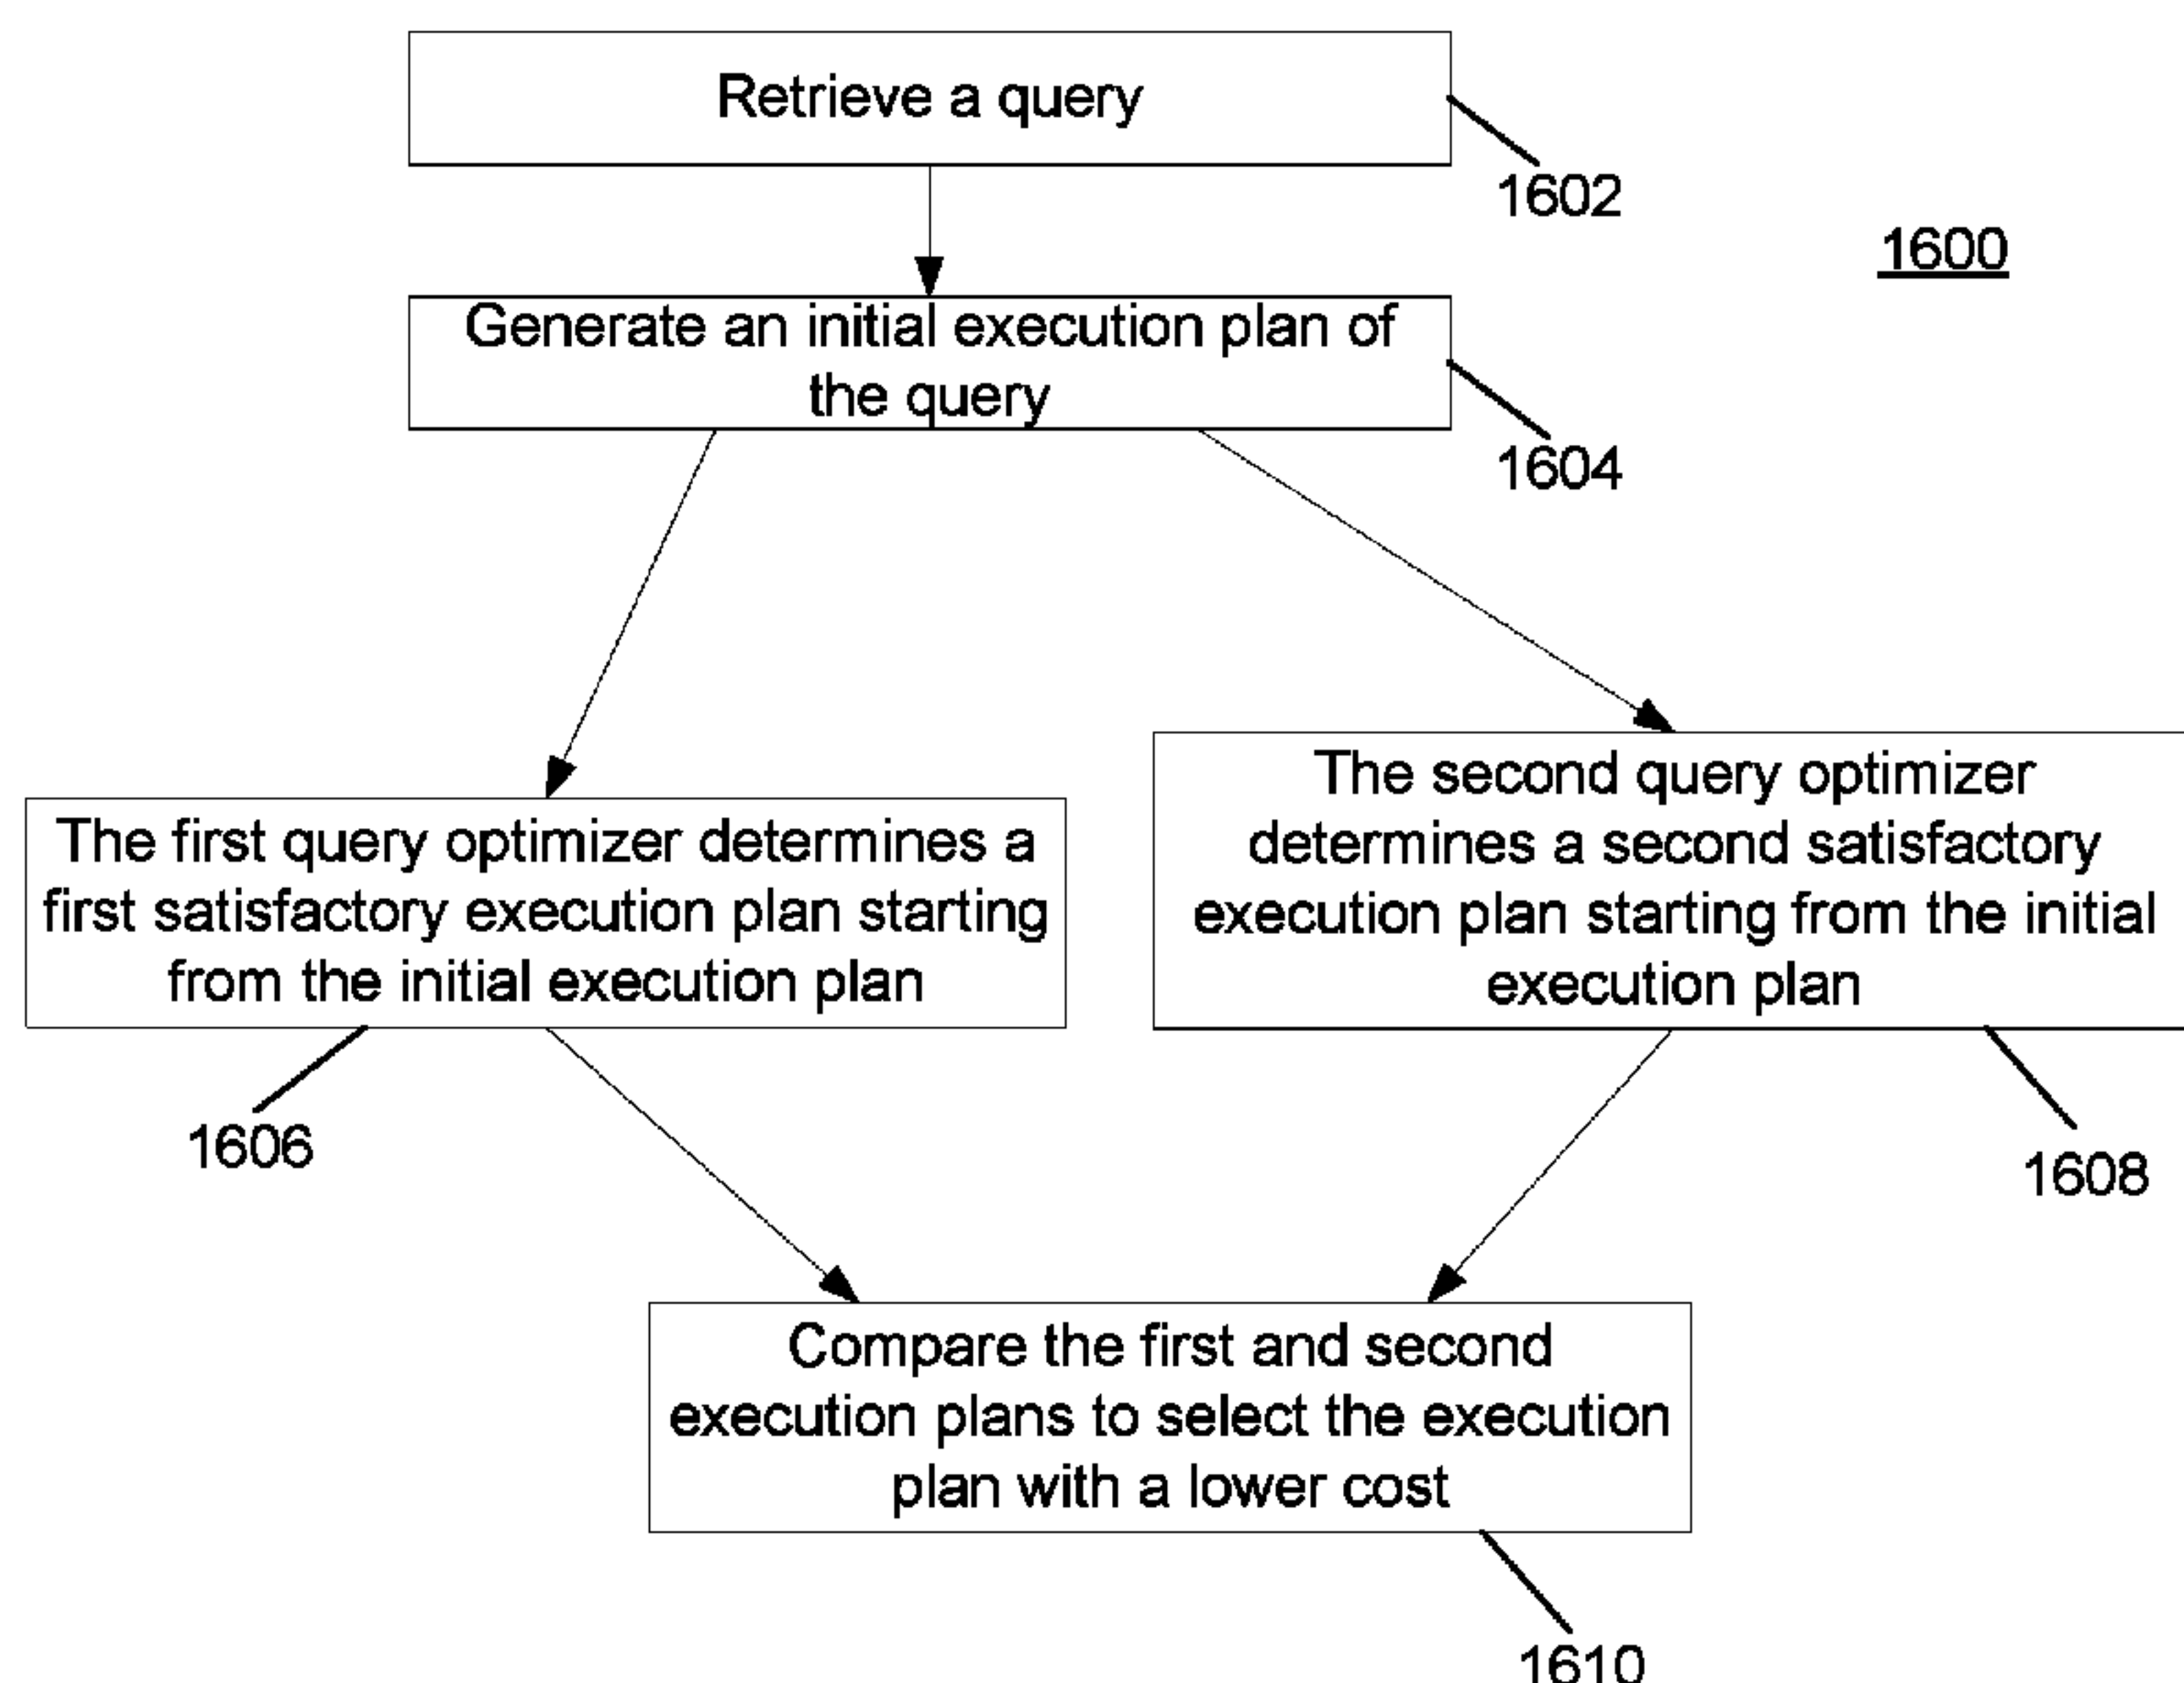 Retrieve a query
1602
1600
Generate an initial execution plan of
the query
1604
The first query optimizer determines a
first satisfactory execution plan starting
from the initial execution plan
1606
The second query optimizer
determines a second satisfactory
execution plan starting from the initial
execution plan
1608
Compare the first and second
execution plans to select the execution
plan with a lower cost
1610